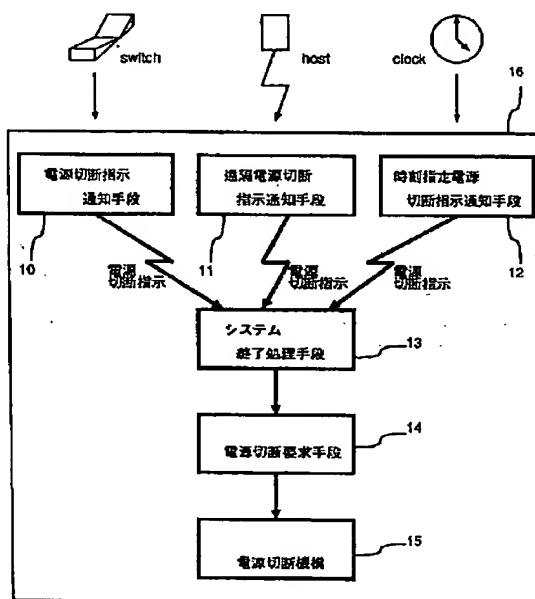 switch
host
clock
16
電源切断指示
通知手段
遠隔電源切断
指示通知手段
時刻指定電源
切断指示通知手段
10
11
12
電源
切断指示
電源
切断指示
電源
切断指示
システム
終了処理手段
13
電源切断要求手段
14
電源切断機構
15